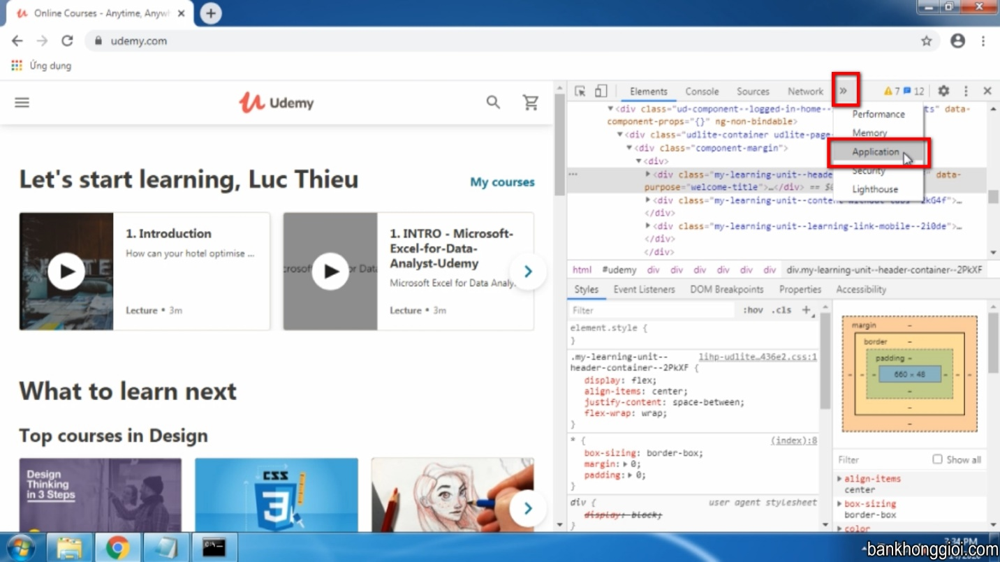 Online Courses - Anytime, Anywh
udemy.com
Ứng dụng
Udemy
Let's start learning, Luc Thieu
My courses
1. Introduction
How can your hotel optimise ...
Lecture • 3m
1. INTRO - Microsoft-
Excel-for-Data-
Analyst-Udemy
Microsoft Excel for Data Analy.
Lecture • 3m
What to learn next
Top courses in Design
Design
Thinking
in 3 Steps
CSS
3
Elements Console Sources Network » 7 12
Performance
Memory
Application
Security
Lighthouse
▼<div class="ud-component--logged-in-home-- ts" data-
component-props="{}" ng-non-bindable>
▼<div class="udlite-container udlite-page-
▼<div class="component-margin">
▼<div>
▶<div class="my-learning-unit--heade data-
purpose="welcome-title">…</div> ==
▶<div class="my-learning-unit--conten
</div>
▶<div class="my-learning-unit--learning-link-mobile--2i0de">…
</div>
</div>
html #udemy div div div div div div div.my-learning-unit--header-container--2PkXF
Styles Event Listeners DOM Breakpoints Properties Accessibility
Filter :hov .cls +
element.style {
}
.my-learning-unit-- lihp-udlite…436e2.css:1
header-container--2PkXF {
display: flex;
align-items: center;
justify-content: space-between;
flex-wrap: wrap;
}
* { (index):8
box-sizing: border-box;
margin:▶ 0;
padding:▶ 0;
}
div { user agent stylesheet
display: block;
}
margin –
border –
padding –
660 × 48
Filter Show all
align-items
center
box-sizing
border-box
color
C:\
bankhonggioi.com